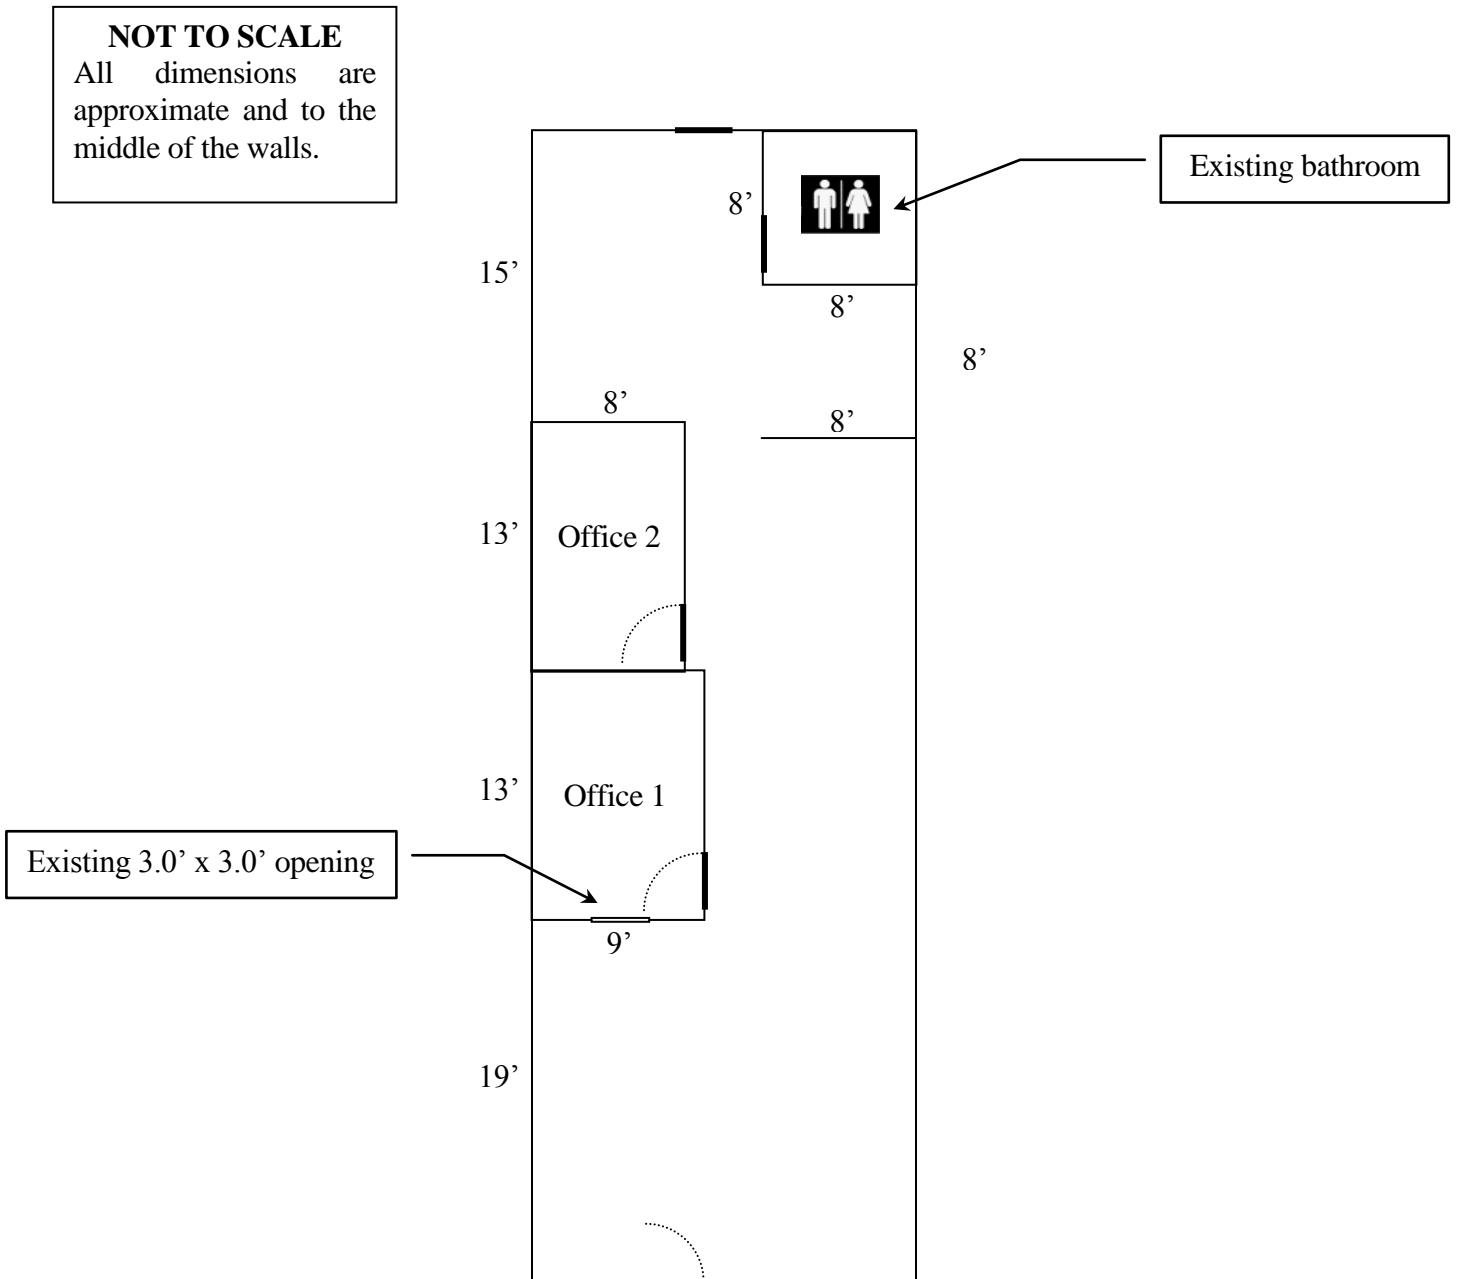 NOT TO SCALE
All dimensions are
approximate and to the
middle of the walls.
Existing bathroom
8’
15’
8’
8’
8’
8’
13’
Office 2
13’
Office 1
Existing 3.0’ x 3.0’ opening
9’
19’